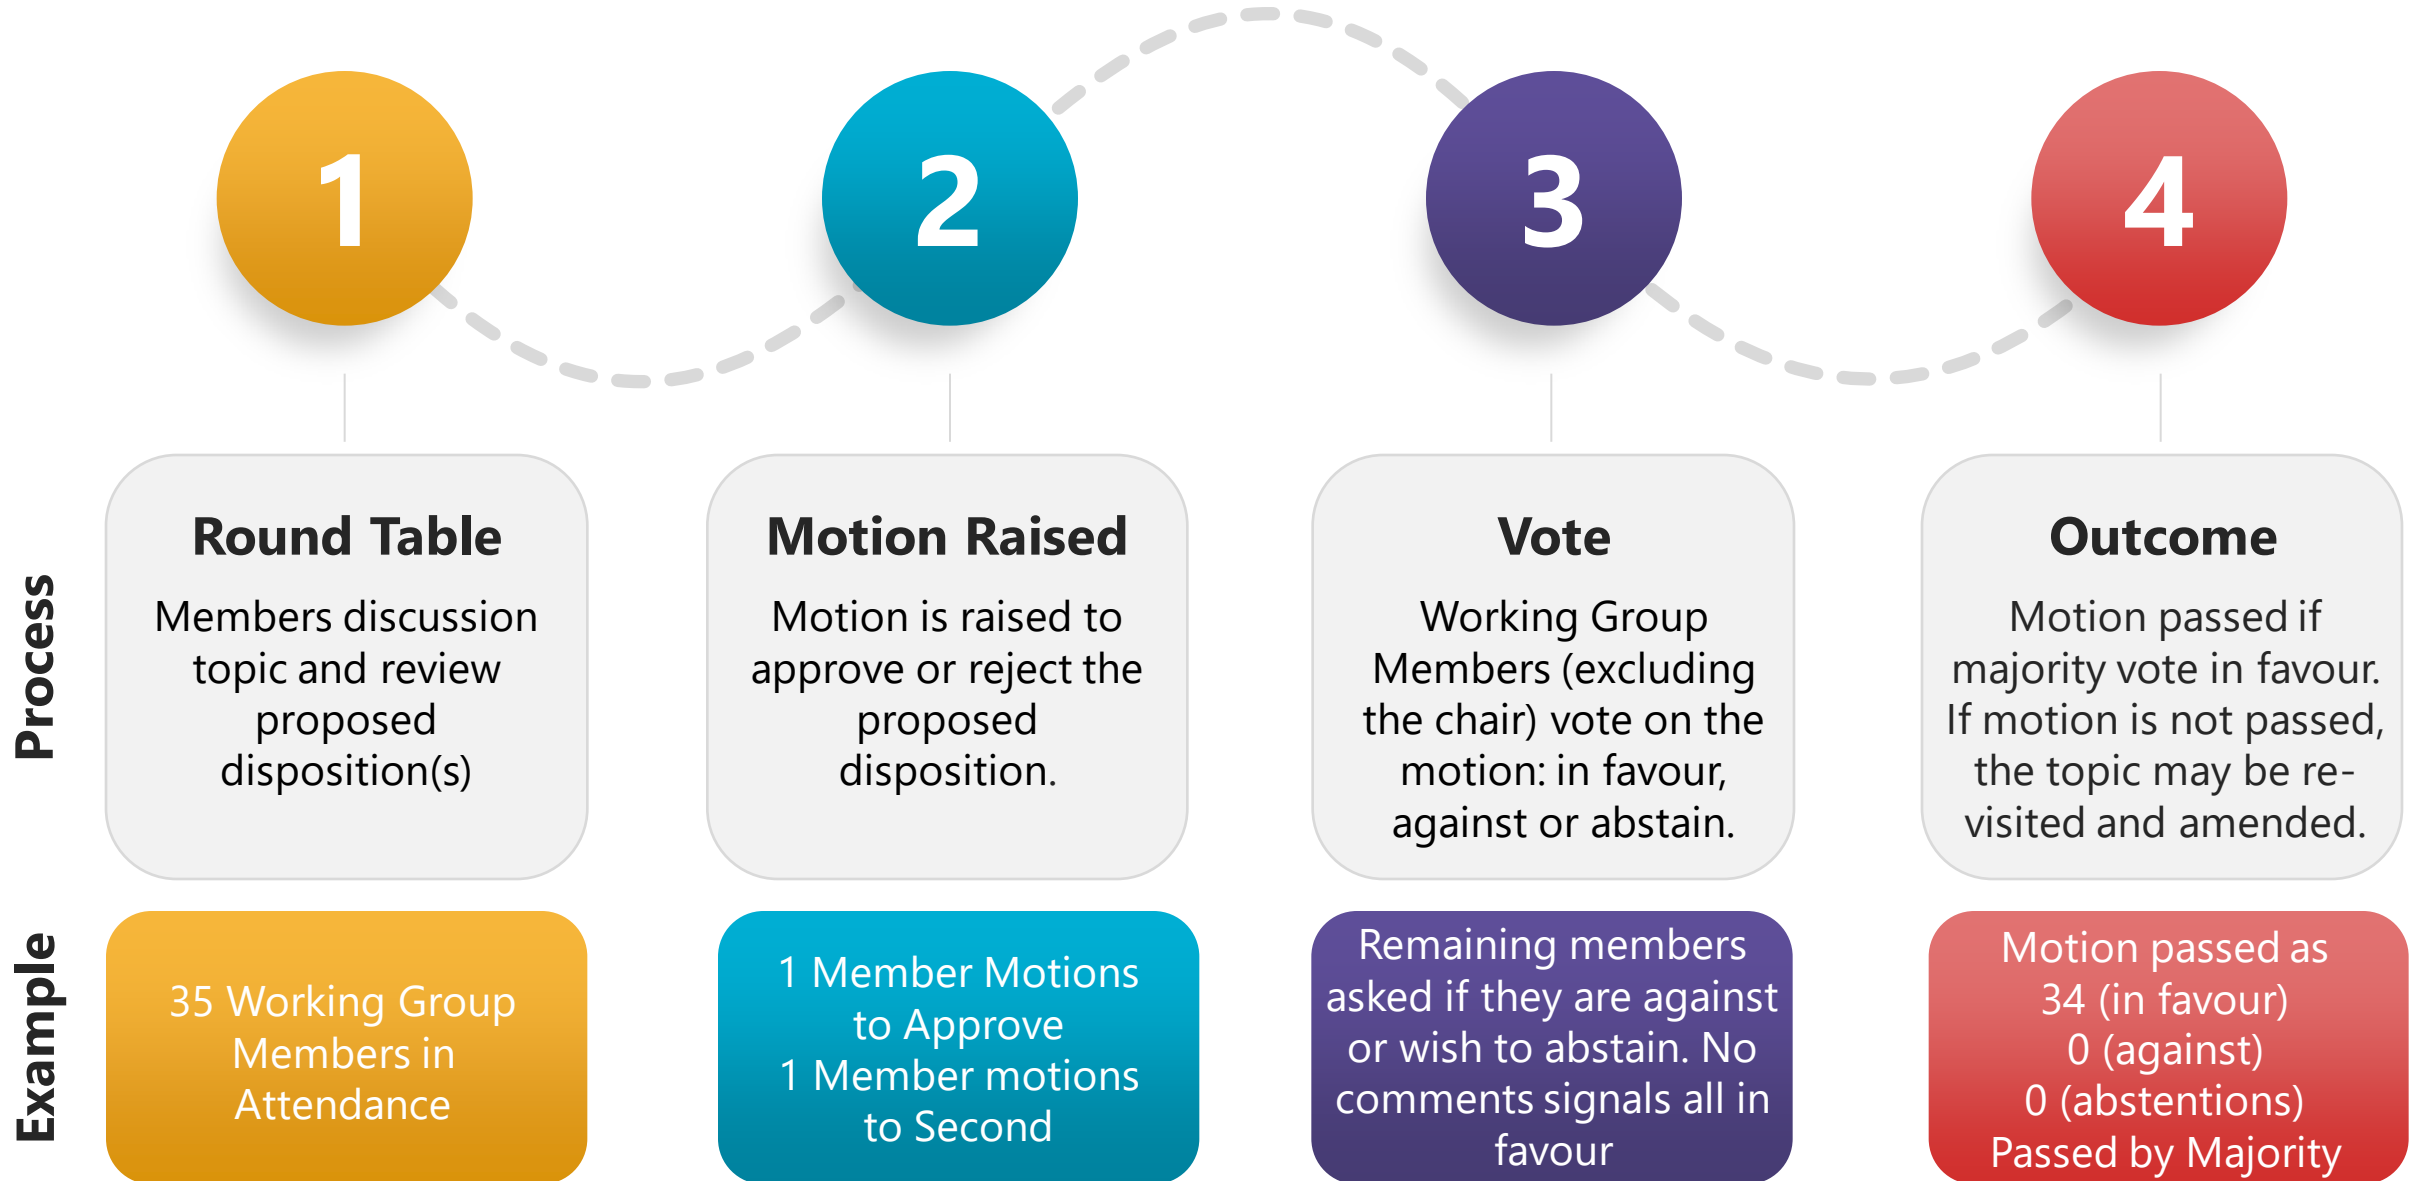 1
2
3
4
Process
Round Table
Members discussion
topic and review
proposed
disposition(s)
Motion Raised
Motion is raised to
approve or reject the
proposed
disposition.
Vote
Working Group
Members (excluding
the chair) vote on the
motion: in favour,
against or abstain.
Outcome
Motion passed if
majority vote in favour.
If motion is not passed,
the topic may be re-
visited and amended.
Example
35 Working Group
Members in
Attendance
1 Member Motions
to Approve
1 Member motions
to Second
Remaining members
asked if they are against
or wish to abstain. No
comments signals all in
favour
Motion passed as
34 (in favour)
0 (against)
0 (abstentions)
Passed by Majority